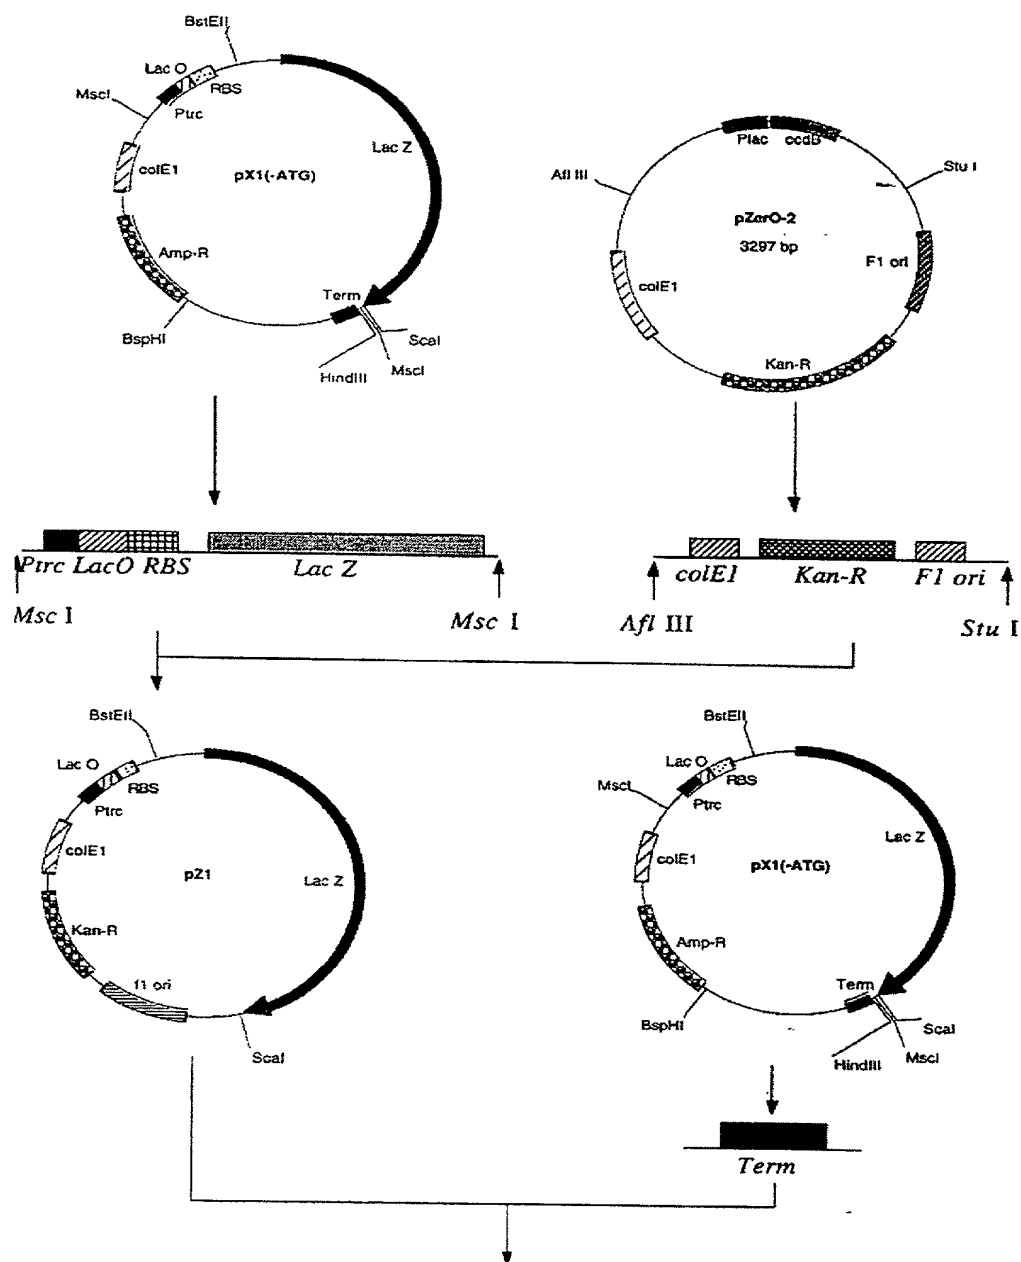 BstEII
Lac O
RBS
MscI
Ptrc
Lac Z
colE1
pX1(-ATG)
Amp-R
Term
BspHI
ScaI
HindIII
MscI
Plac
ccdB
Afl III
Stu I
pZerO-2
3297 bp
F1 ori
colE1
Kan-R
Ptrc LacO RBS
Lac Z
Msc I
Msc I
colE1
Kan-R
F1 ori
Afl III
Stu I
BstEII
Lac O
RBS
Ptrc
colE1
pZ1
Lac Z
Kan-R
f1 ori
ScaI
BstEII
Lac O
RBS
MscI
Ptrc
Lac Z
colE1
pX1(-ATG)
Amp-R
Term
BspHI
ScaI
HindIII
MscI
Term